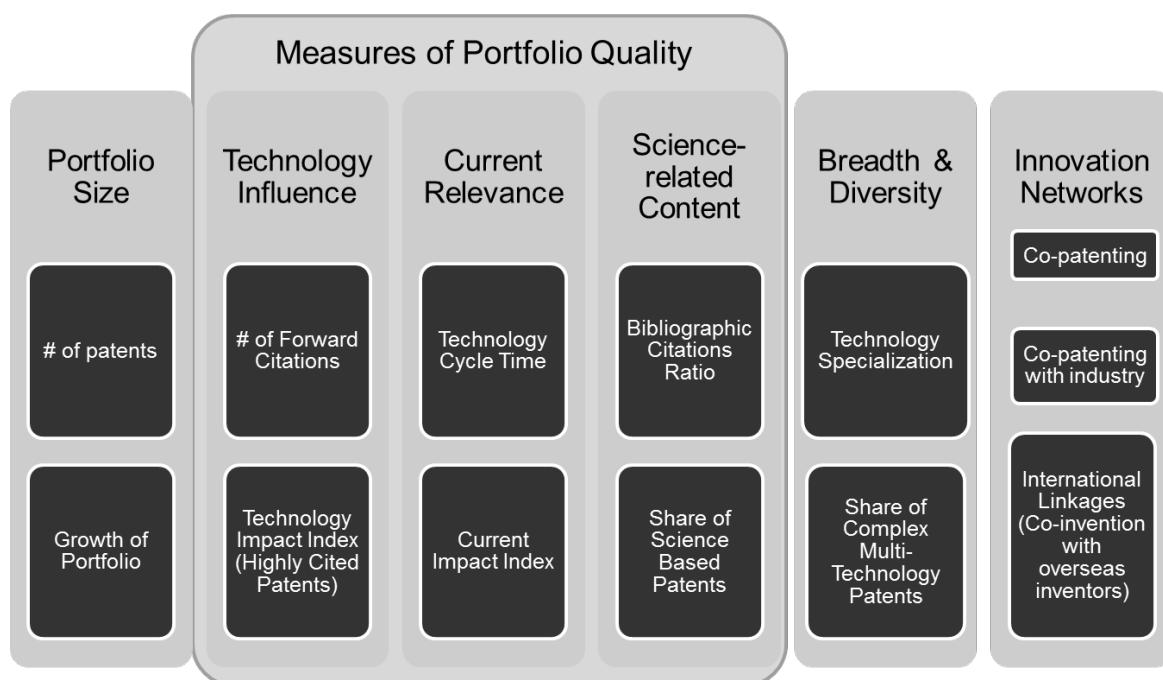 Measures of Portfolio Quality
Portfolio
Size
# of patents
Growth of
Portfolio
Technology
Influence
# of Forward
Citations
Technology
Impact Index
(Highly Cited
Patents)
Current
Relevance
Technology
Cycle Time
Current
Impact Index
Science-
related
Content
Bibliographic
Citations
Ratio
Share of
Science
Based
Patents
Breadth &
Diversity
Technology
Specialization
Share of
Complex
Multi-
Technology
Patents
Innovation
Networks
Co-patenting
Co-patenting
with industry
International
Linkages
(Co-invention
with
overseas
inventors)